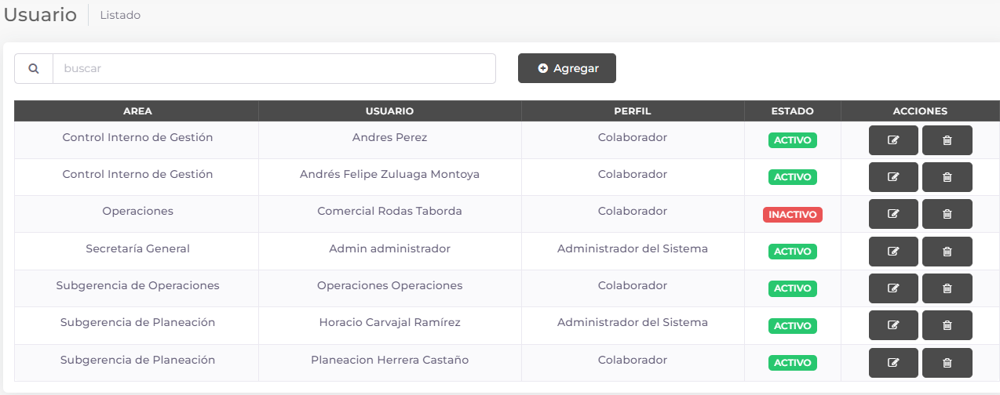 Usuario Listado
buscar Agregar
AREA USUARIO PERFIL ESTADO ACCIONES
Control Interno de Gestión Andres Perez Colaborador ACTIVO
Control Interno de Gestión Andrés Felipe Zuluaga Montoya Colaborador ACTIVO
Operaciones Comercial Rodas Taborda Colaborador INACTIVO
Secretaría General Admin administrador Administrador del Sistema ACTIVO
Subgerencia de Operaciones Operaciones Operaciones Colaborador ACTIVO
Subgerencia de Planeación Horacio Carvajal Ramírez Administrador del Sistema ACTIVO
Subgerencia de Planeación Planeacion Herrera Castaño Colaborador ACTIVO